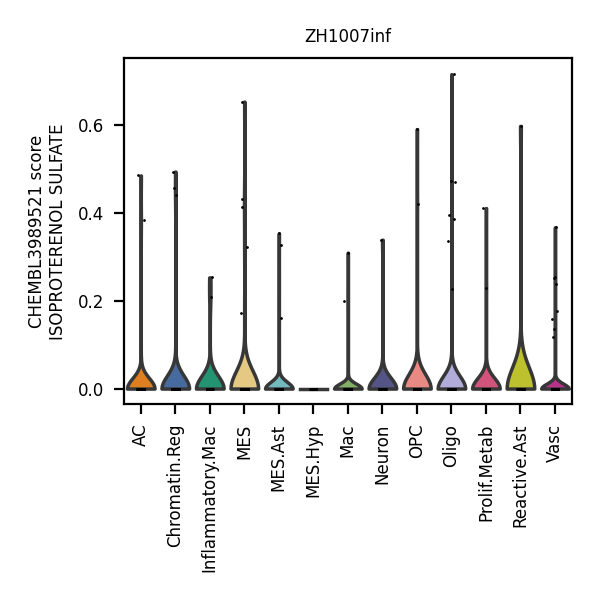 ZH1007inf
CHEMBL3989521 score
ISOPROTERENOL SULFATE
0.6
0.4
0.2
0.0
AC
Chromatin.Reg
Inflammatory.Mac
MES
MES.Ast
MES.Hyp
Mac
Neuron
OPC
Oligo
Prolif.Metab
Reactive.Ast
Vasc